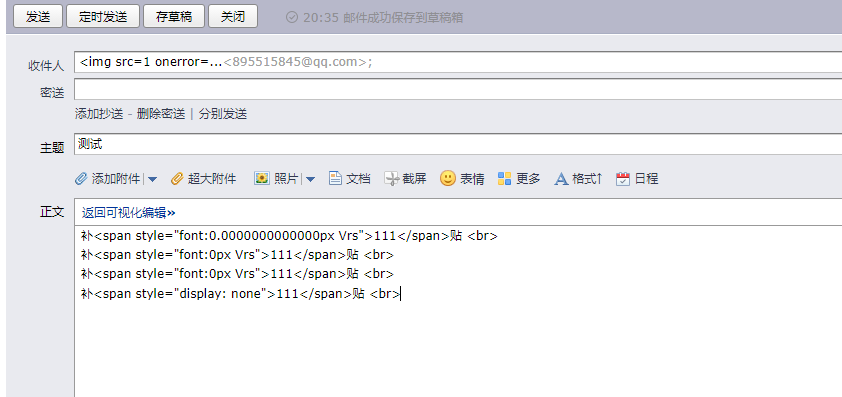 发送 定时发送 存草稿 关闭 20:35 邮件成功保存到草稿箱
收件人 <img src=1 onerror=...<895515845@qq.com>;
密送
添加抄送 - 删除密送 | 分别发送
主题 测试
添加附件 | 超大附件 照片 | 文档 截屏 表情 更多 格式↑ 日程
正文 返回可视化编辑»
补<span style="font:0.0000000000000px Vrs">111</span>贴 <br>
补<span style="font:0px Vrs">111</span>贴 <br>
补<span style="font:0px Vrs">111</span>贴 <br>
补<span style="display: none">111</span>贴 <br>